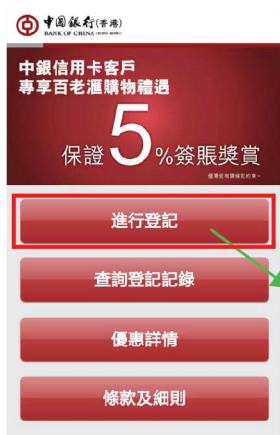 中國銀行(香港)
BANK OF CHINA (HONG KONG)
中銀信用卡客戶
專享百老滙購物禮遇
保證5%簽賬獎賞
進行登記
查詢登記記錄
優惠詳情
條款及細則